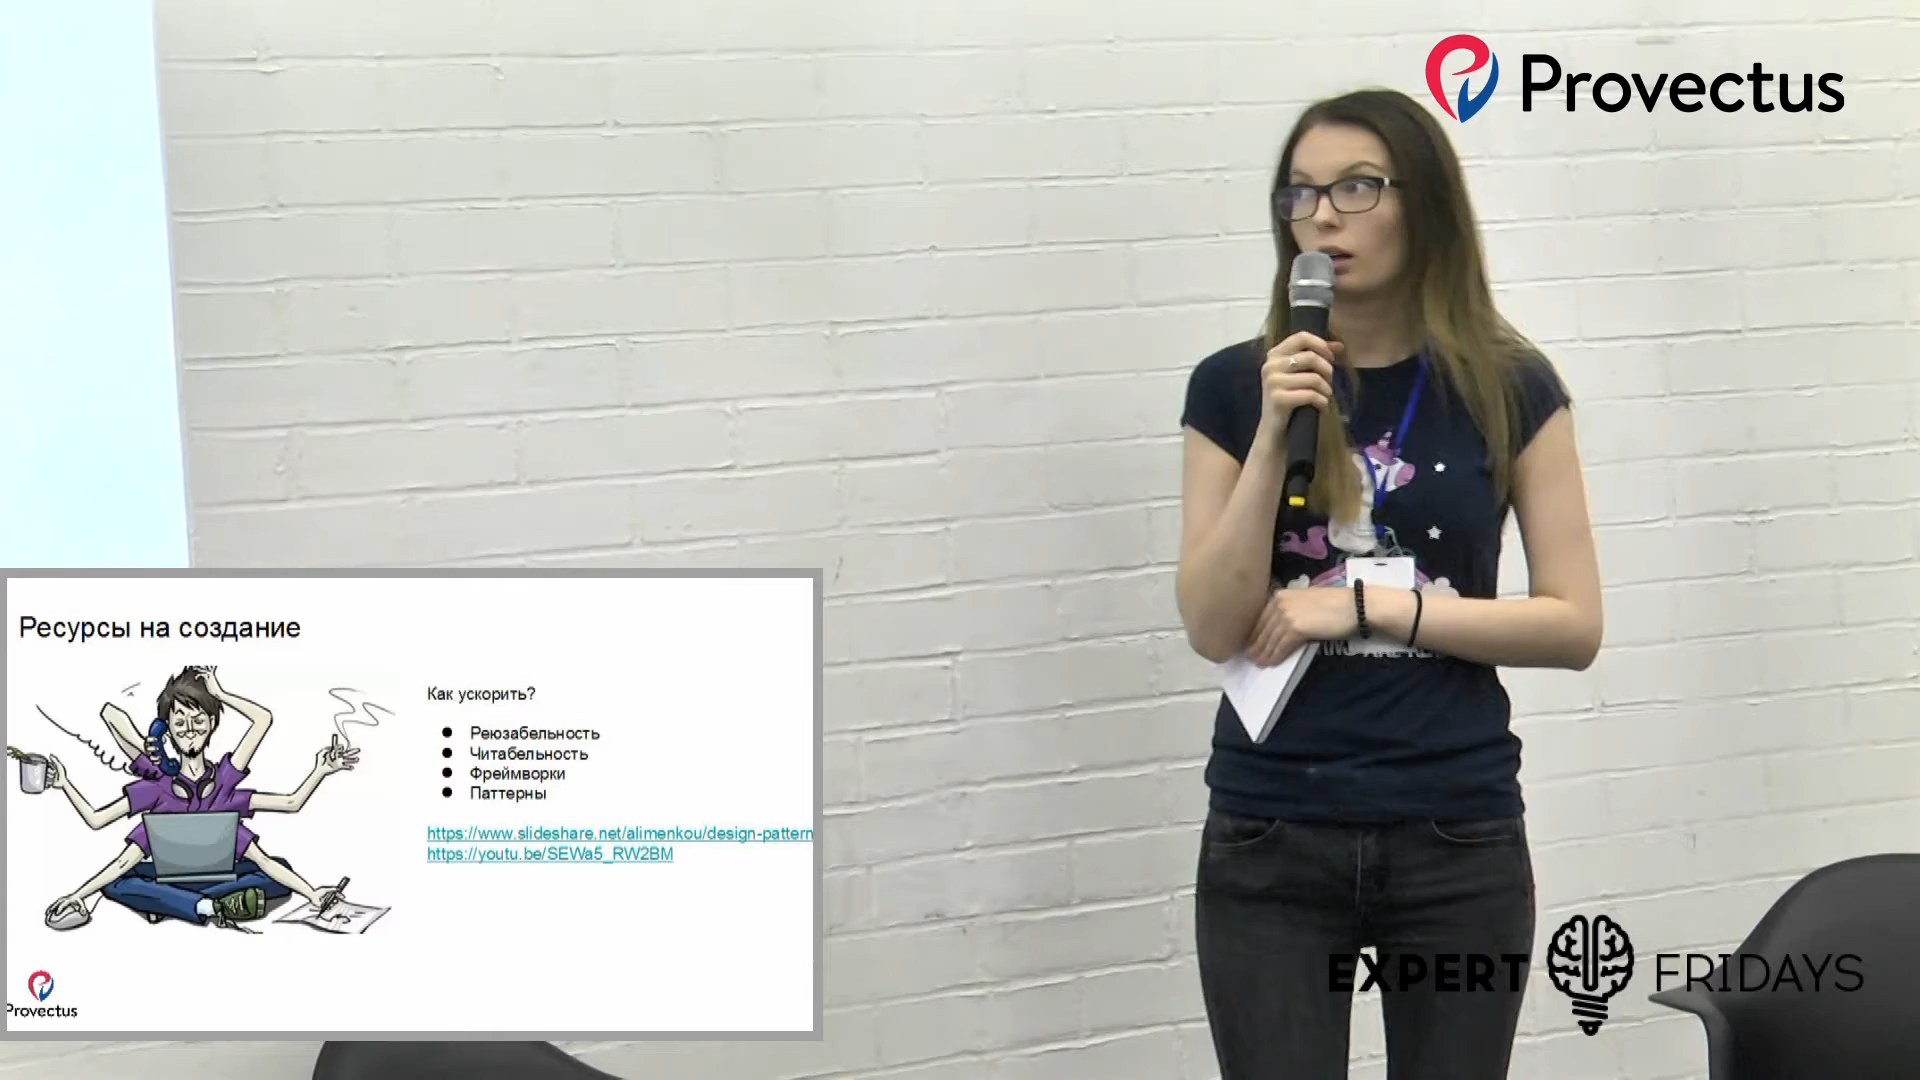 Provectus
Ресурсы на создание
Как ускорить?
Реюзабельность
Читабельность
Фреймворки
Паттерны
https://www.slideshare.net/alimenkou/design-pattern
https://youtu.be/SEWa5_RW2BM
Provectus
EXPERT FRIDAYS